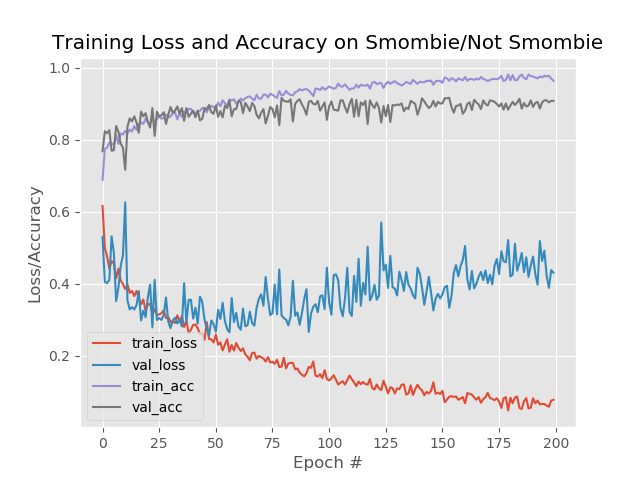 Training Loss and Accuracy on Smombie/Not Smombie
1.0
0.8
0.6
0.4
0.2
Loss/Accuracy
train_loss
val_loss
train_acc
val_acc
0 25 50 75 100 125 150 175 200
Epoch #